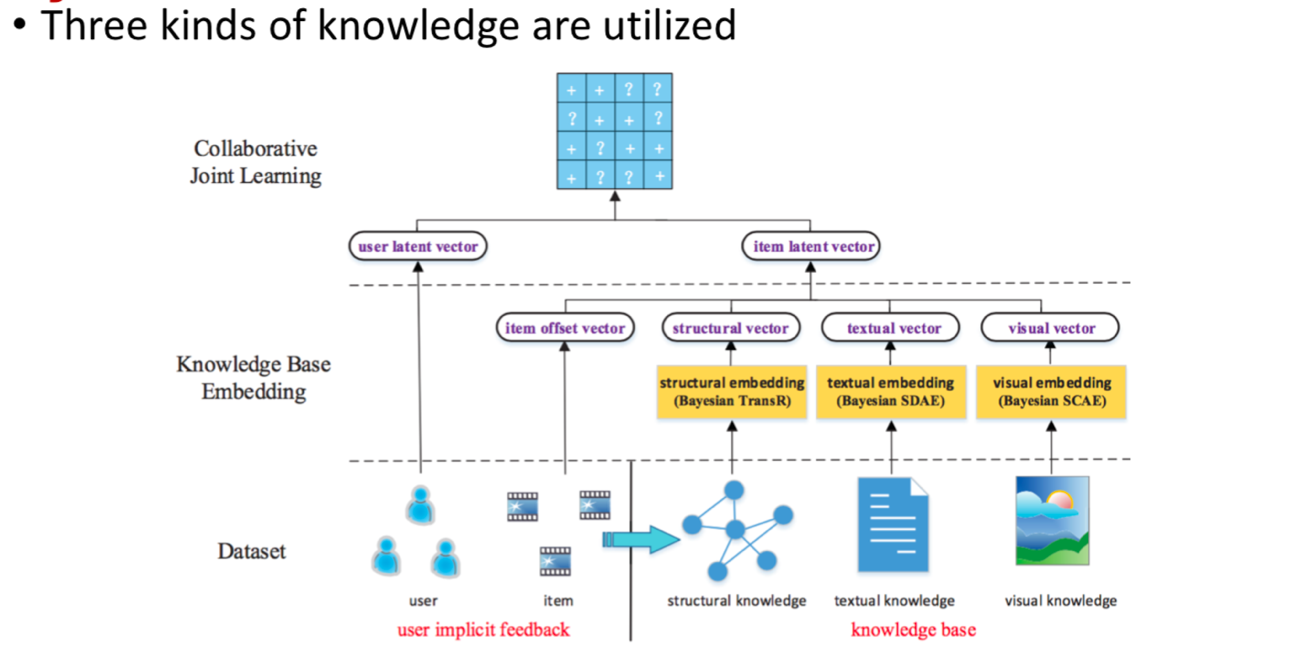 • Three kinds of knowledge are utilized
+ + ? ?
? + + ?
+ ? + +
+ ? ? +
Collaborative
Joint Learning
user latent vector
item latent vector
item offset vector
structural vector
textual vector
visual vector
Knowledge Base
Embedding
structural embedding
(Bayesian TransR)
textual embedding
(Bayesian SDAE)
visual embedding
(Bayesian SCAE)
Dataset
user
item
structural knowledge
textual knowledge
visual knowledge
user implicit feedback
knowledge base